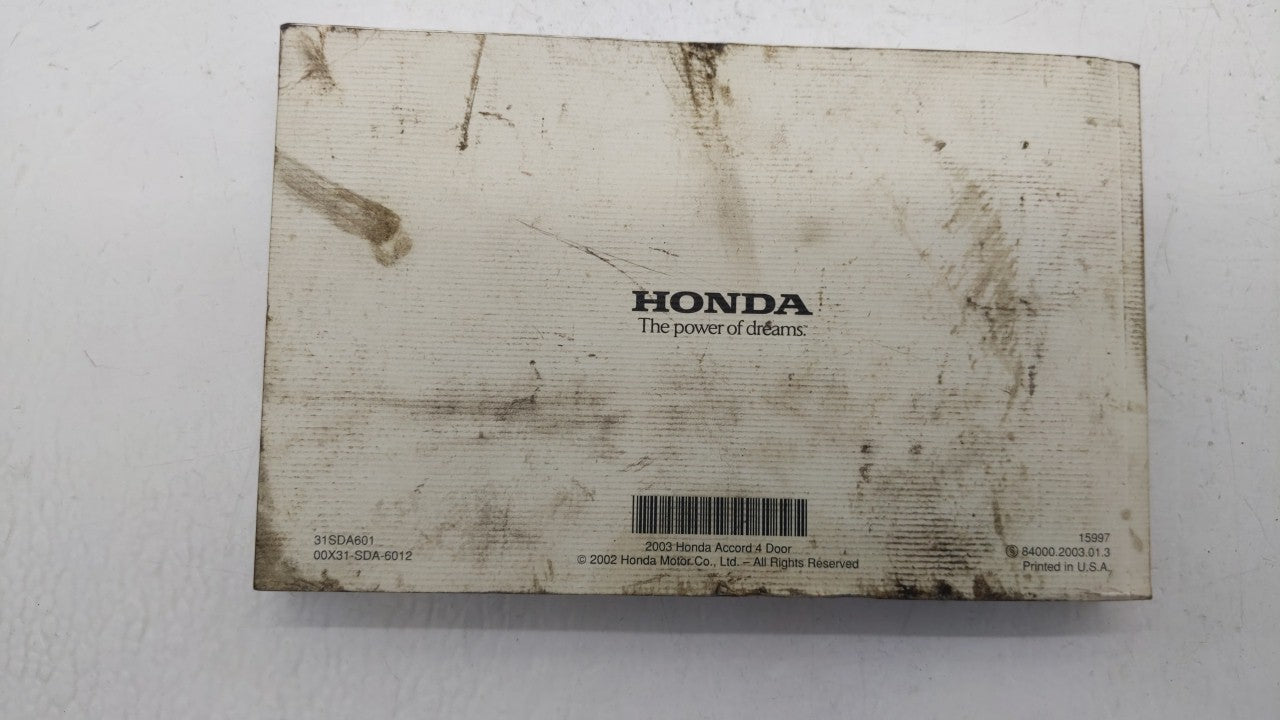 HONDA
The power of dreams.
31SDA601
00X31-SDA-6012
2003 Honda Accord 4 Door
© 2002 Honda Motor Co., Ltd. – All Rights Reserved
15997
84000.2003.01.3
Printed in U.S.A.